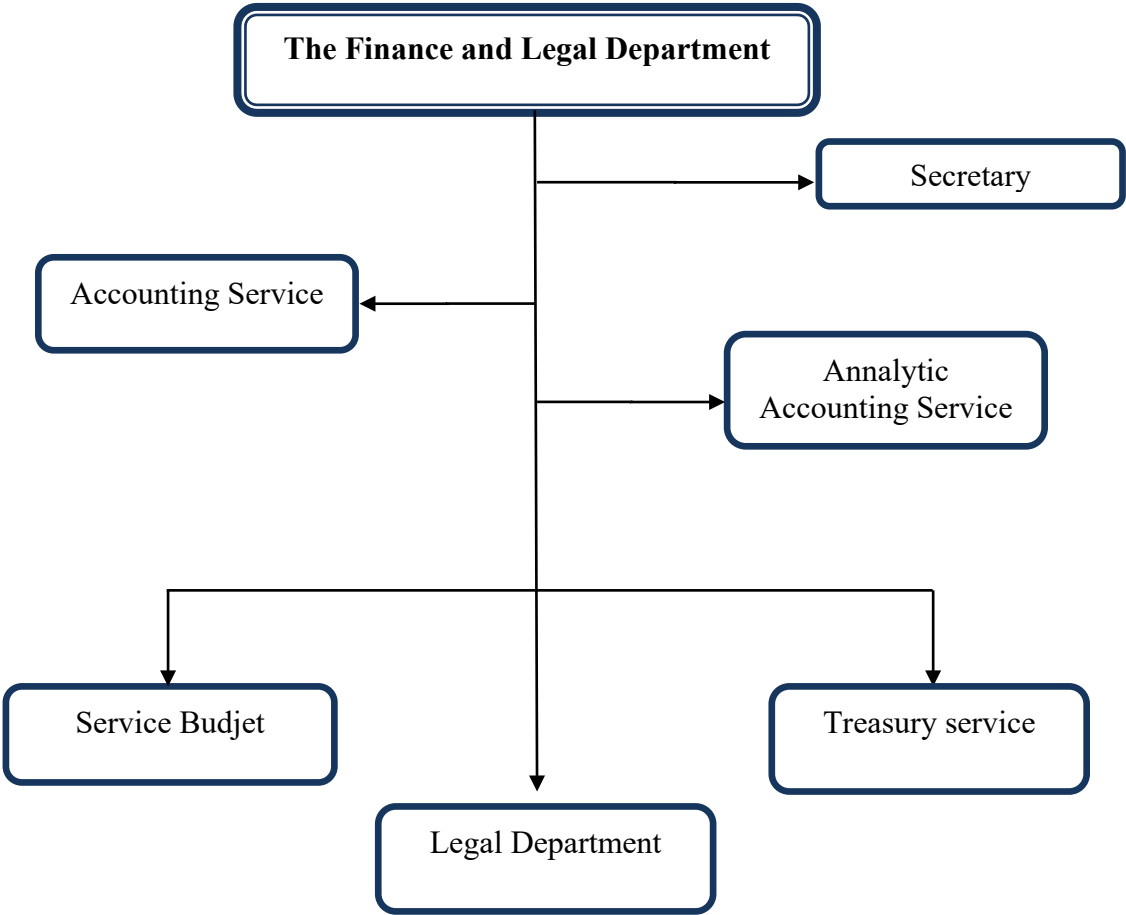 The Finance and Legal Department
Secretary
Accounting Service
Annalytic
Accounting Service
Service Budjet
Treasury service
Legal Department